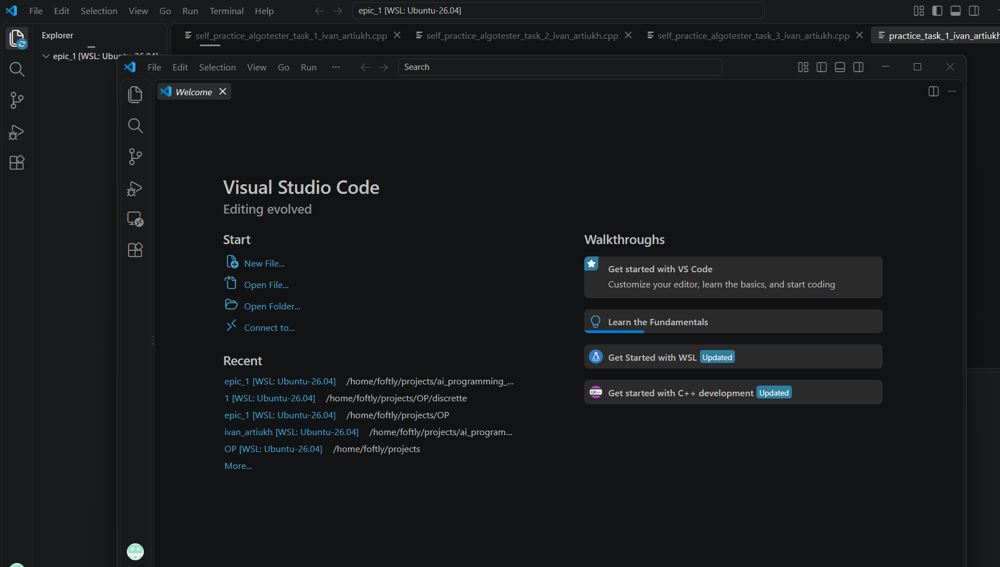 File Edit Selection View Go Run Terminal Help
epic_1 [WSL: Ubuntu-26.04]
Explorer
self_practice_algotester_task_1_ivan_artiukh.cpp
self_practice_algotester_task_2_ivan_artiukh.cpp
self_practice_algotester_task_3_ivan_artiukh.cpp
practice_task_1_ivan_artiukh
epic_1 [WSL: Ubuntu-26.04]
File Edit Selection View Go Run ...
Search
Welcome
Visual Studio Code
Editing evolved
Start
New File...
Open File...
Open Folder...
Connect to...
Recent
epic_1 [WSL: Ubuntu-26.04] /home/foftly/projects/ai_programming_...
1 [WSL: Ubuntu-26.04] /home/foftly/projects/OP/discrette
epic_1 [WSL: Ubuntu-26.04] /home/foftly/projects/OP
ivan_artiukh [WSL: Ubuntu-26.04] /home/foftly/projects/ai_program...
OP [WSL: Ubuntu-26.04] /home/foftly/projects
More...
Walkthroughs
Get started with VS Code
Customize your editor, learn the basics, and start coding
Learn the Fundamentals
Get Started with WSL Updated
C/C++
Get started with C++ development Updated